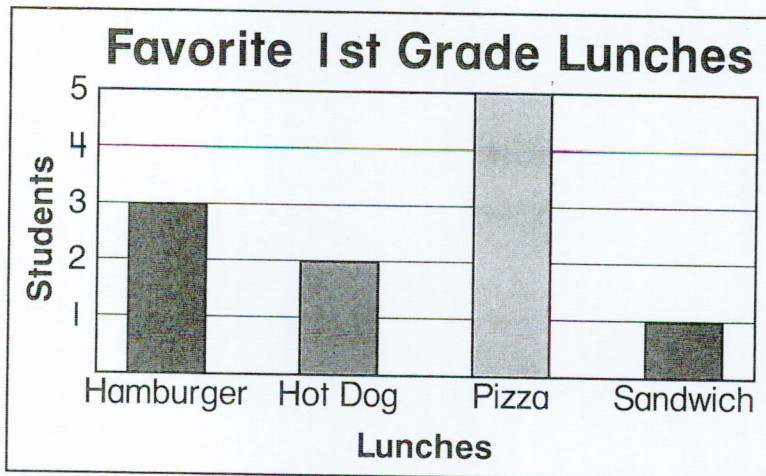 Favorite 1st Grade Lunches
Students
5
4
3
2
1
Hamburger Hot Dog Pizza Sandwich
Lunches